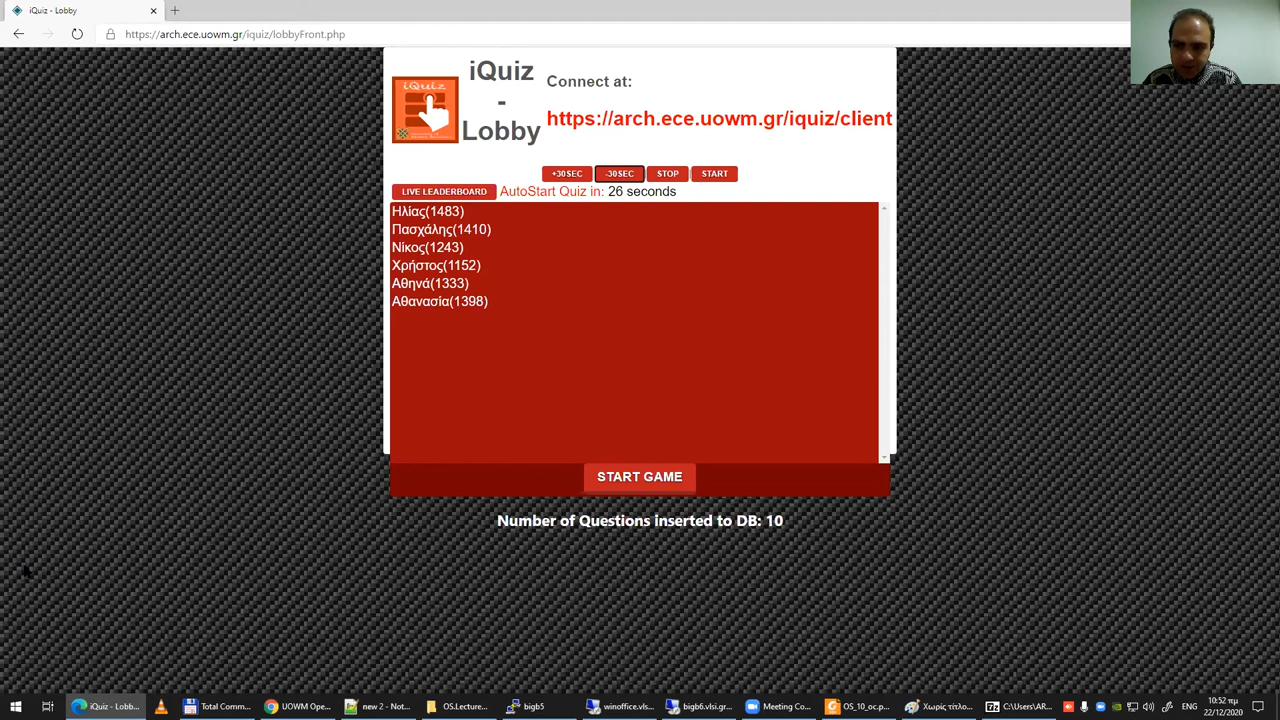 iQuiz - Lobby
https://arch.ece.uowm.gr/iquiz/lobbyFront.php
iQuiz
iQuiz
-
Lobby
Connect at:
https://arch.ece.uowm.gr/iquiz/client
+30SEC
-30SEC
STOP
START
LIVE LEADERBOARD
AutoStart Quiz in: 26 seconds
Ηλίας(1483)
Πασχάλης(1410)
Νίκος(1243)
Χρήστος(1152)
Αθηνά(1333)
Αθανασία(1398)
START GAME
Number of Questions inserted to DB: 10
iQuiz - Lobb...
Total Comm...
UOWM Ope...
new 2 - Not...
OS.Lecture...
bigb5
winoffice.vls...
bigb6.vlsi.gr...
Meeting Co...
OS_10_oc.p...
Χωρίς τίτλο...
C:\Users\AR...
ENG
10:52 πμ
22/12/2020